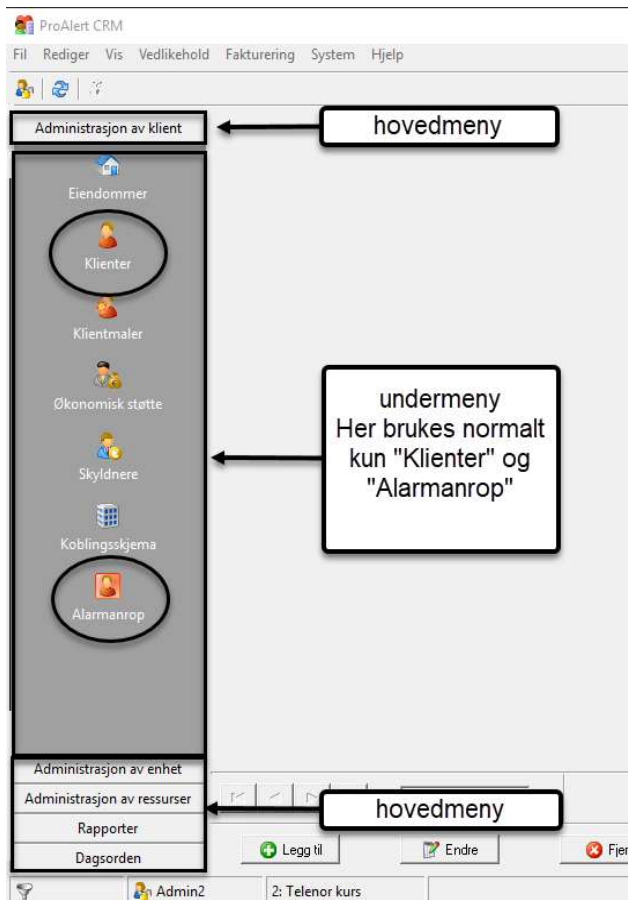 ProAlert CRM
Fil Rediger Vis Vedlikehold Fakturering System Hjelp
Administrasjon av klient
hovedmeny
Eiendommer
Klienter
Klientmaler
Økonomisk støtte
Skyldnere
Koblingsskjema
Alarmanrop
undermeny
Her brukes normalt
kun "Klienter" og
"Alarmanrop"
Administrasjon av enhet
Administrasjon av ressurser
hovedmeny
Rapporter
Dagsorden
Legg til Endre Fjer
Admin2 2: Telenor kurs